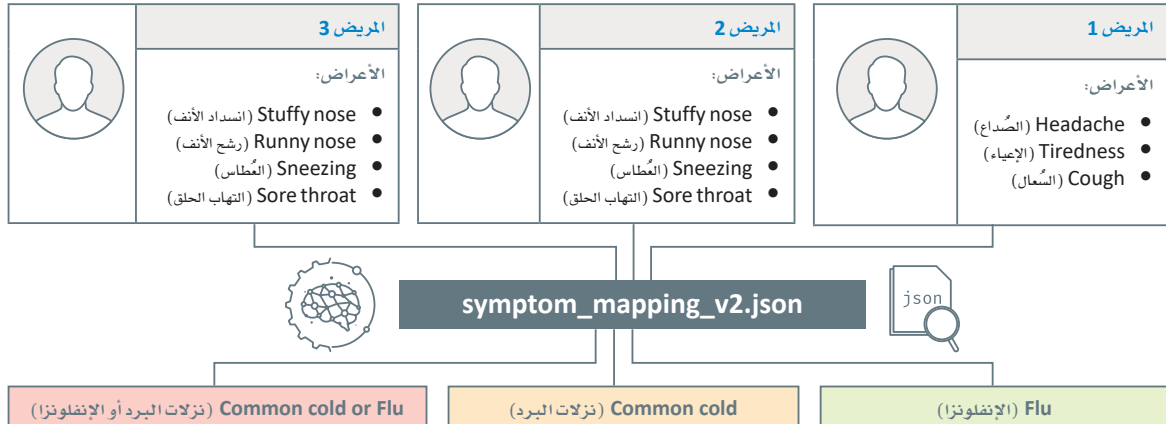 المريض 1
الأعراض:
• Headache (الصُداع)
• Tiredness (الإعياء)
• Cough (السُعال)
المريض 2
الأعراض:
• Stuffy nose (انسداد الأنف)
• Runny nose (رشح الأنف)
• Sneezing (العُطاس)
• Sore throat (التهاب الحلق)
المريض 3
الأعراض:
• Stuffy nose (انسداد الأنف)
• Runny nose (رشح الأنف)
• Sneezing (العُطاس)
• Sore throat (التهاب الحلق)
json
symptom_mapping_v2.json
Flu (الإنفلونزا)
Common cold (نزلات البرد)
Common cold or Flu (نزلات البرد أو الإنفلونزا)